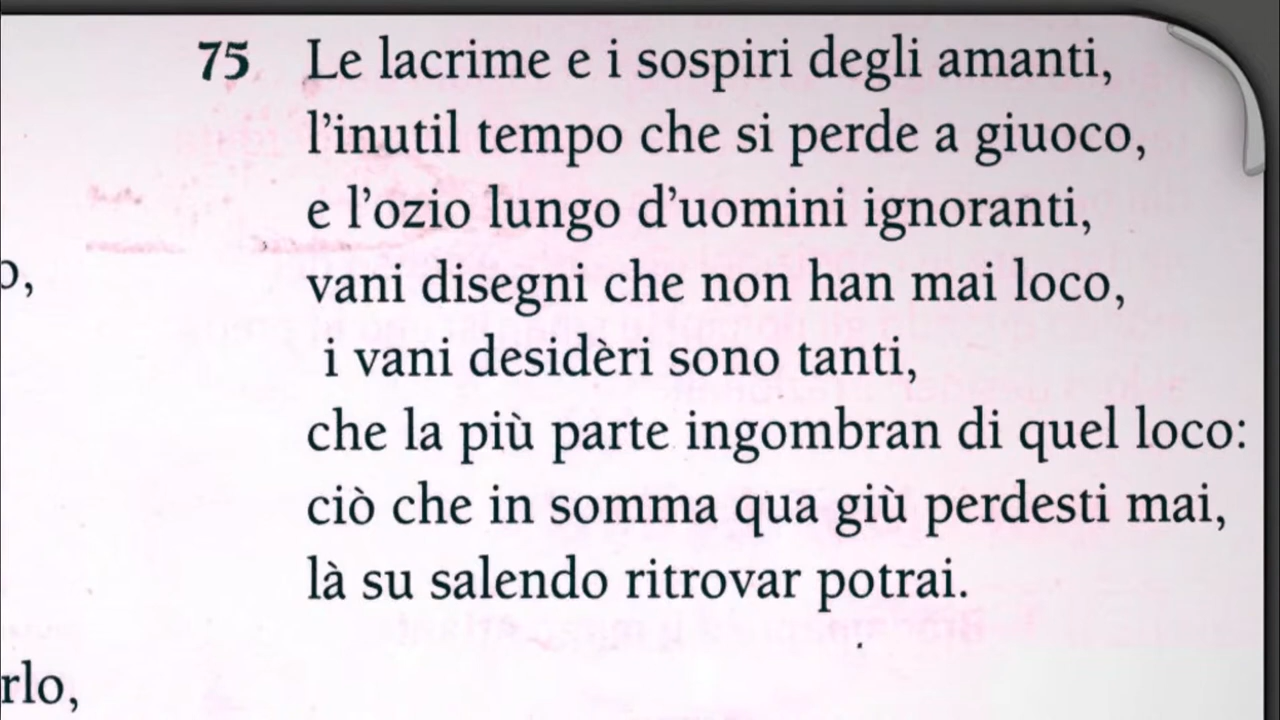 75 Le lacrime e i sospiri degli amanti,
l'inutil tempo che si perde a giuoco,
e l'ozio lungo d'uomini ignoranti,
vani disegni che non han mai loco,
i vani desidèri sono tanti,
che la più parte ingombran di quel loco:
ciò che in somma qua giù perdesti mai,
là su salendo ritrovar potrai.
o,
rlo,